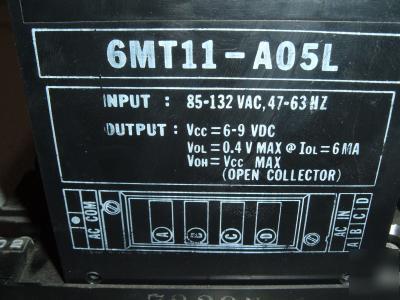 6MT11-A05L
INPUT : 85-132 VAC, 47-63 HZ
OUTPUT : VCC = 6-9 VDC
VOL = 0.4 V MAX @ IOL = 6 MA
VOH = VCC MAX
(OPEN COLLECTOR)
AC COM
A B C D
AC IN
A B C D